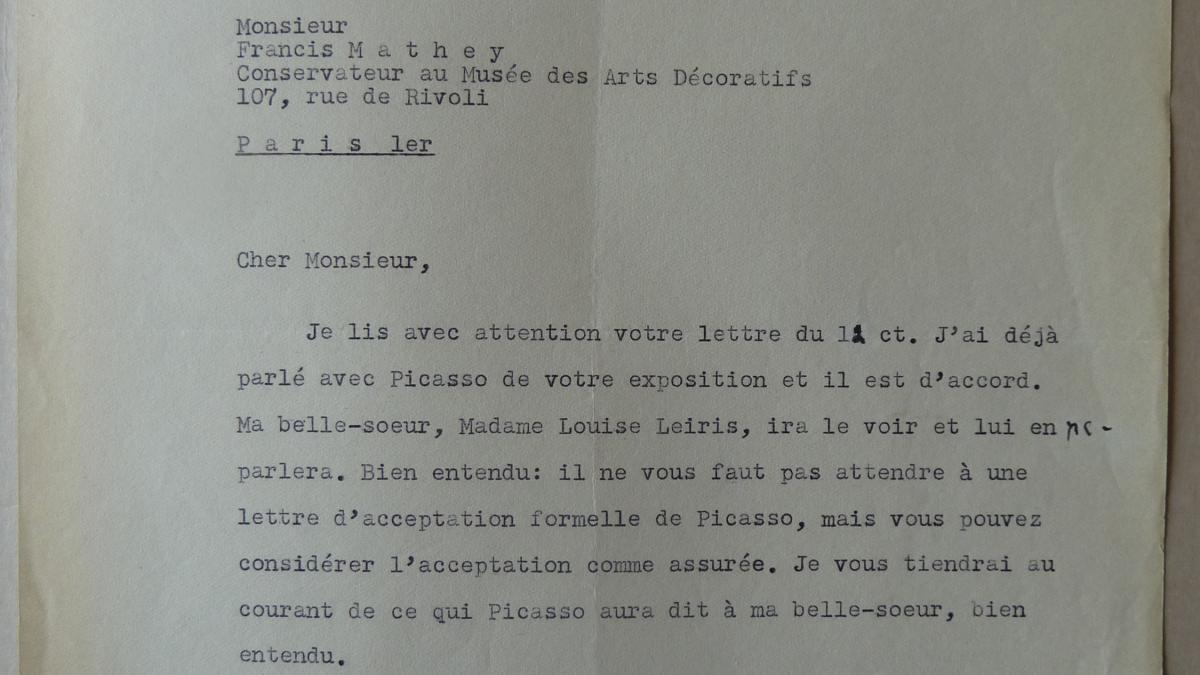 Monsieur
Francis M a t h e y
Conservateur au Musée des Arts Décoratifs
107, rue de Rivoli
P a r i s 1er
Cher Monsieur,
Je lis avec attention votre lettre du ct. J'ai déjà
parlé avec Picasso de votre exposition et il est d'accord.
Ma belle-soeur, Madame Louise Leiris, ira le voir et lui en
parlera. Bien entendu: il ne vous faut pas attendre à une
lettre d'acceptation formelle de Picasso, mais vous pouvez
considérer l'acceptation comme assurée. Je vous tiendrai au
courant de ce qui Picasso aura dit à ma belle-soeur, bien
entendu.